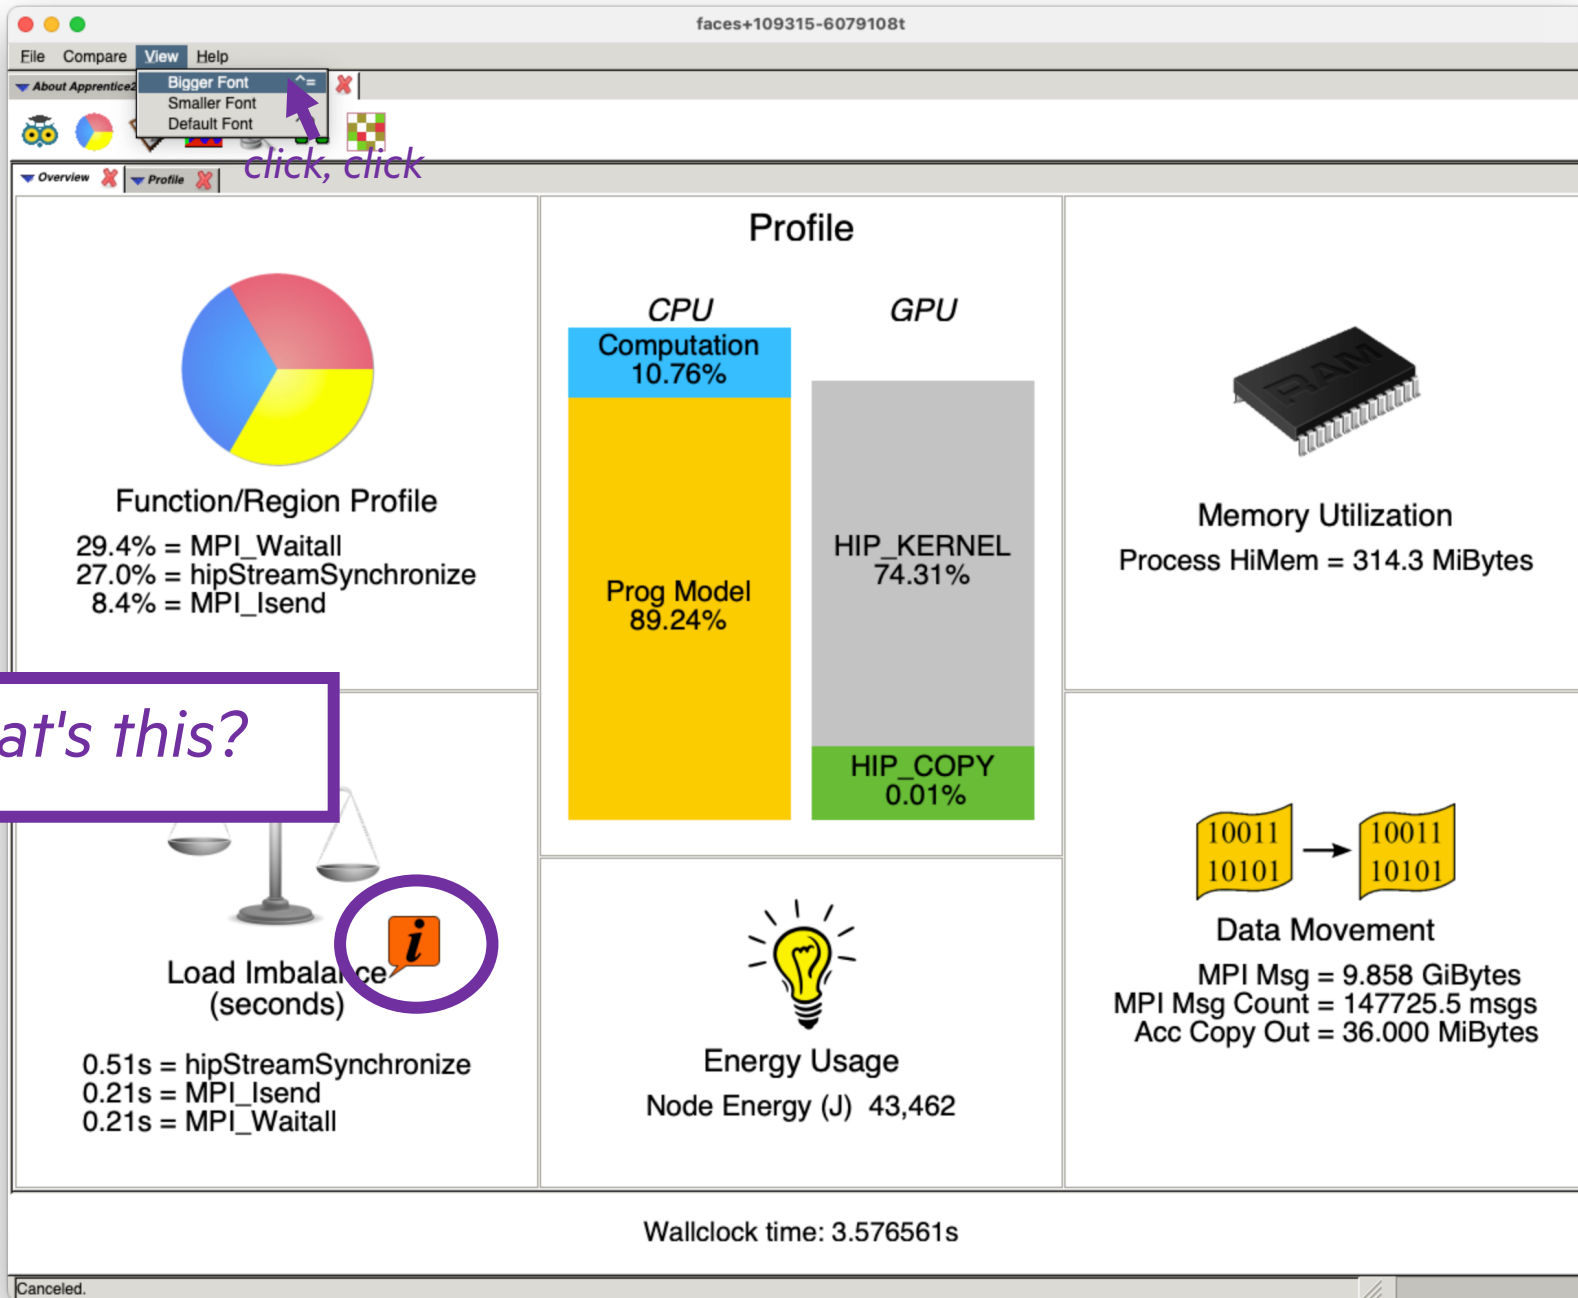 faces+109315-6079108t
File Compare View Help
About Apprentice2
Bigger Font ^=
Smaller Font
Default Font
click, click
Overview Profile
Profile
CPU GPU
Computation
10.76%
Prog Model
89.24%
HIP_KERNEL
74.31%
HIP_COPY
0.01%
Function/Region Profile
29.4% = MPI_Waitall
27.0% = hipStreamSynchronize
8.4% = MPI_Isend
RAM
Memory Utilization
Process HiMem = 314.3 MiBytes
at's this?
i
Load Imbalance
(seconds)
0.51s = hipStreamSynchronize
0.21s = MPI_Isend
0.21s = MPI_Waitall
Energy Usage
Node Energy (J) 43,462
10011 10011
10101 10101
Data Movement
MPI Msg = 9.858 GiBytes
MPI Msg Count = 147725.5 msgs
Acc Copy Out = 36.000 MiBytes
Wallclock time: 3.576561s
Canceled.